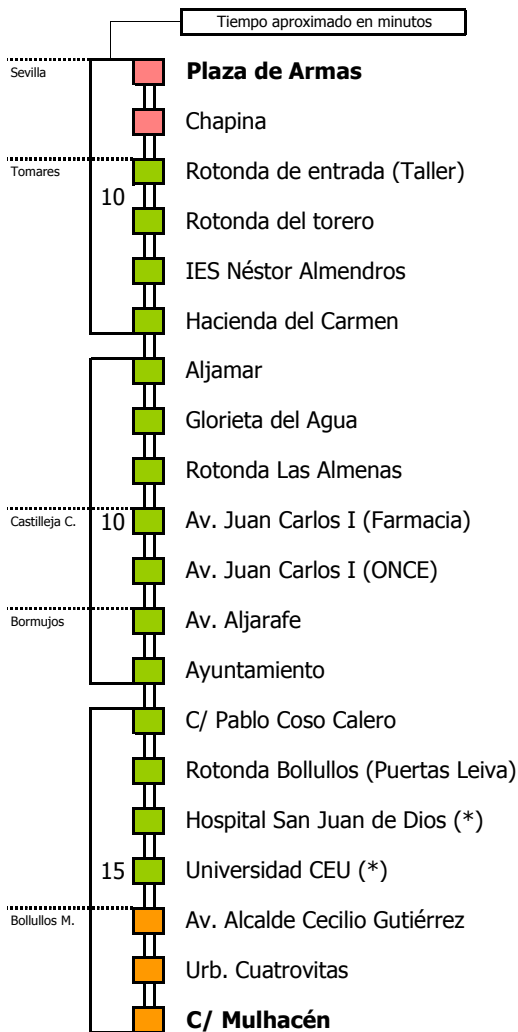 Tiempo aproximado en minutos
Sevilla
Plaza de Armas
Chapina
Tomares
Rotonda de entrada (Taller)
10
Rotonda del torero
IES Néstor Almendros
Hacienda del Carmen
Aljamar
Glorieta del Agua
Rotonda Las Almenas
Castilleja C.
10
Av. Juan Carlos I (Farmacia)
Av. Juan Carlos I (ONCE)
Bormujos
Av. Aljarafe
Ayuntamiento
C/ Pablo Coso Calero
Rotonda Bollullos (Puertas Leiva)
Hospital San Juan de Dios (*)
15
Universidad CEU (*)
Bollullos M.
Av. Alcalde Cecilio Gutiérrez
Urb. Cuatrovitas
C/ Mulhacén